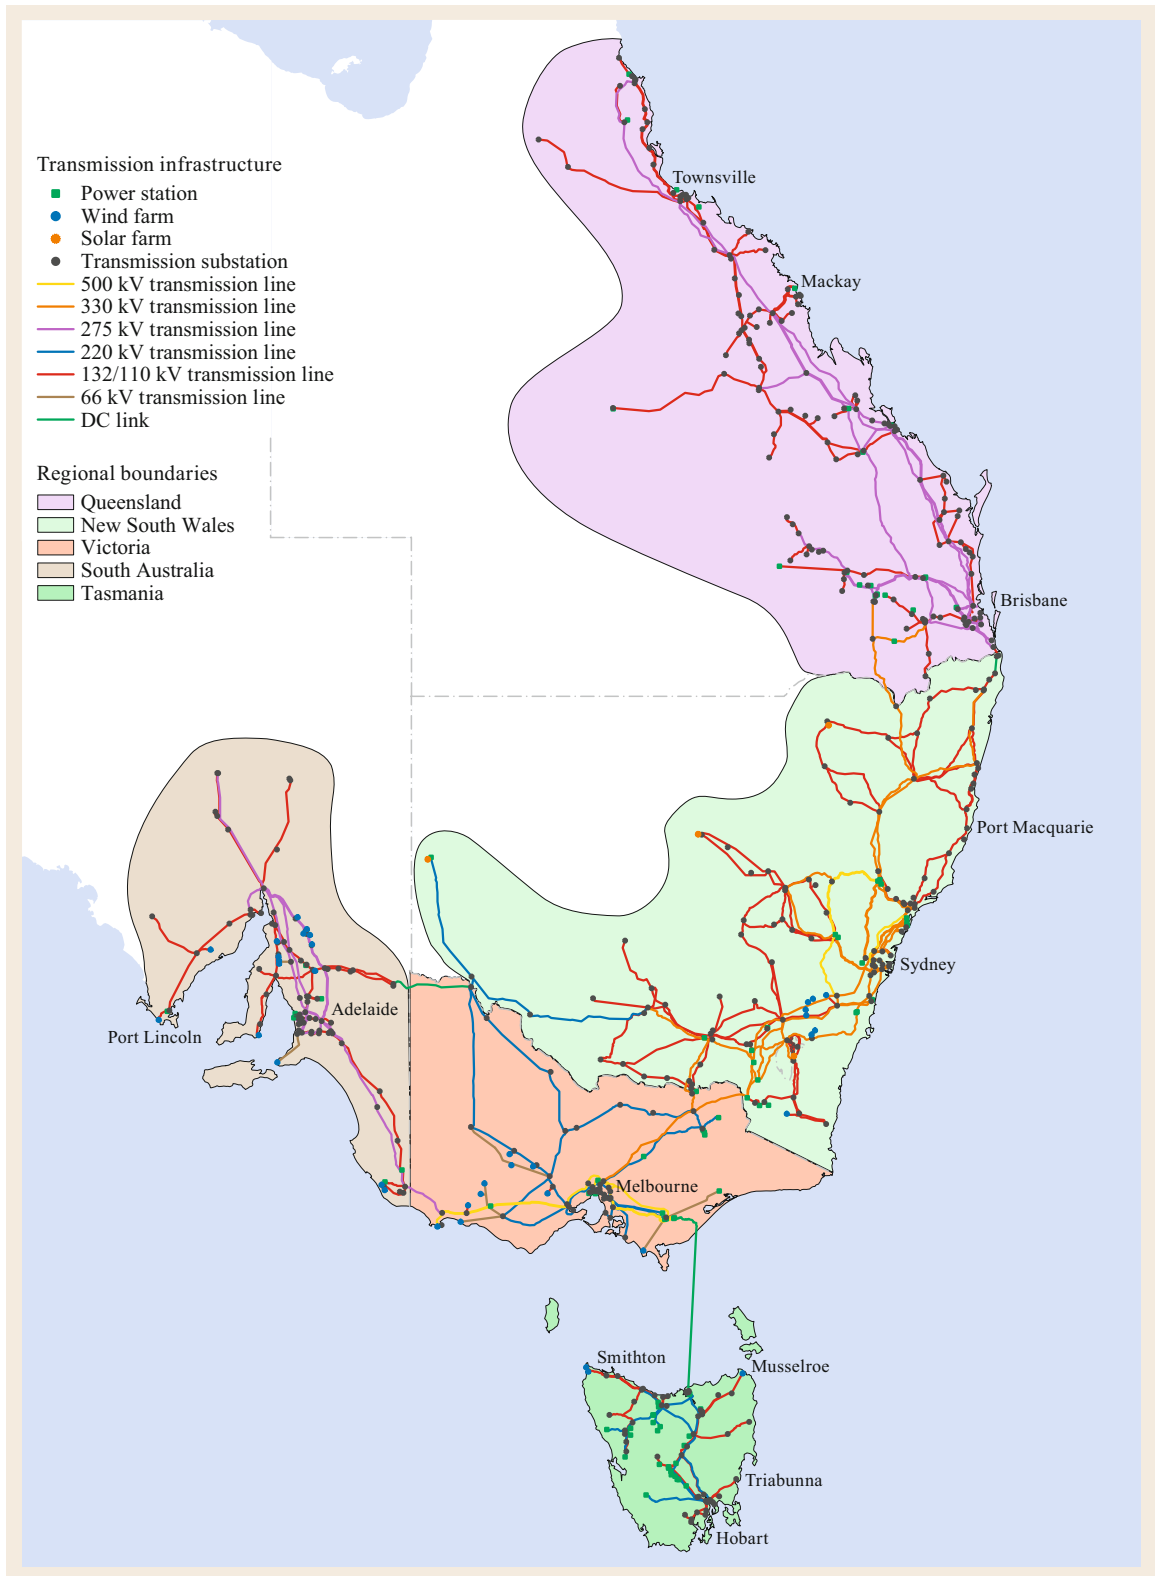 Transmission infrastructure
Power station
Wind farm
Solar farm
Transmission substation
500 kV transmission line
330 kV transmission line
275 kV transmission line
220 kV transmission line
132/110 kV transmission line
66 kV transmission line
DC link
Regional boundaries
Queensland
New South Wales
Victoria
South Australia
Tasmania
Townsville
Mackay
Brisbane
Port Macquarie
Sydney
Adelaide
Port Lincoln
Melbourne
Smithton
Musselroe
Triabunna
Hobart